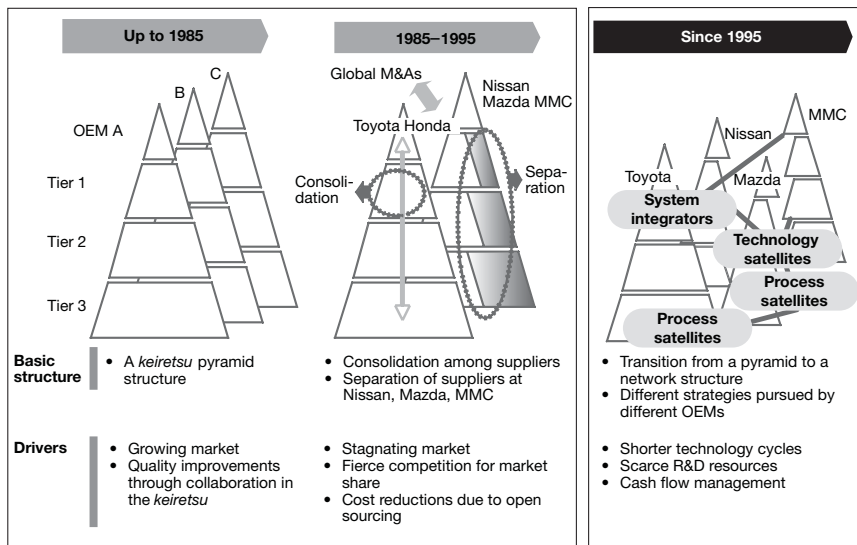 Up to 1985
1985–1995
Since 1995
OEM A
B
C
Tier 1
Tier 2
Tier 3
Global M&As
Nissan
Mazda MMC
Toyota Honda
Consoli-
dation
Sepa-
ration
MMC
Nissan
Toyota
Mazda
System
integrators
Technology
satellites
Process
satellites
Process
satellites
Basic
structure
• A keiretsu pyramid
structure
• Consolidation among suppliers
• Separation of suppliers at
Nissan, Mazda, MMC
• Transition from a pyramid to a
network structure
• Different strategies pursued by
different OEMs
Drivers
• Growing market
• Quality improvements
through collaboration in
the keiretsu
• Stagnating market
• Fierce competition for market
share
• Cost reductions due to open
sourcing
• Shorter technology cycles
• Scarce R&D resources
• Cash flow management